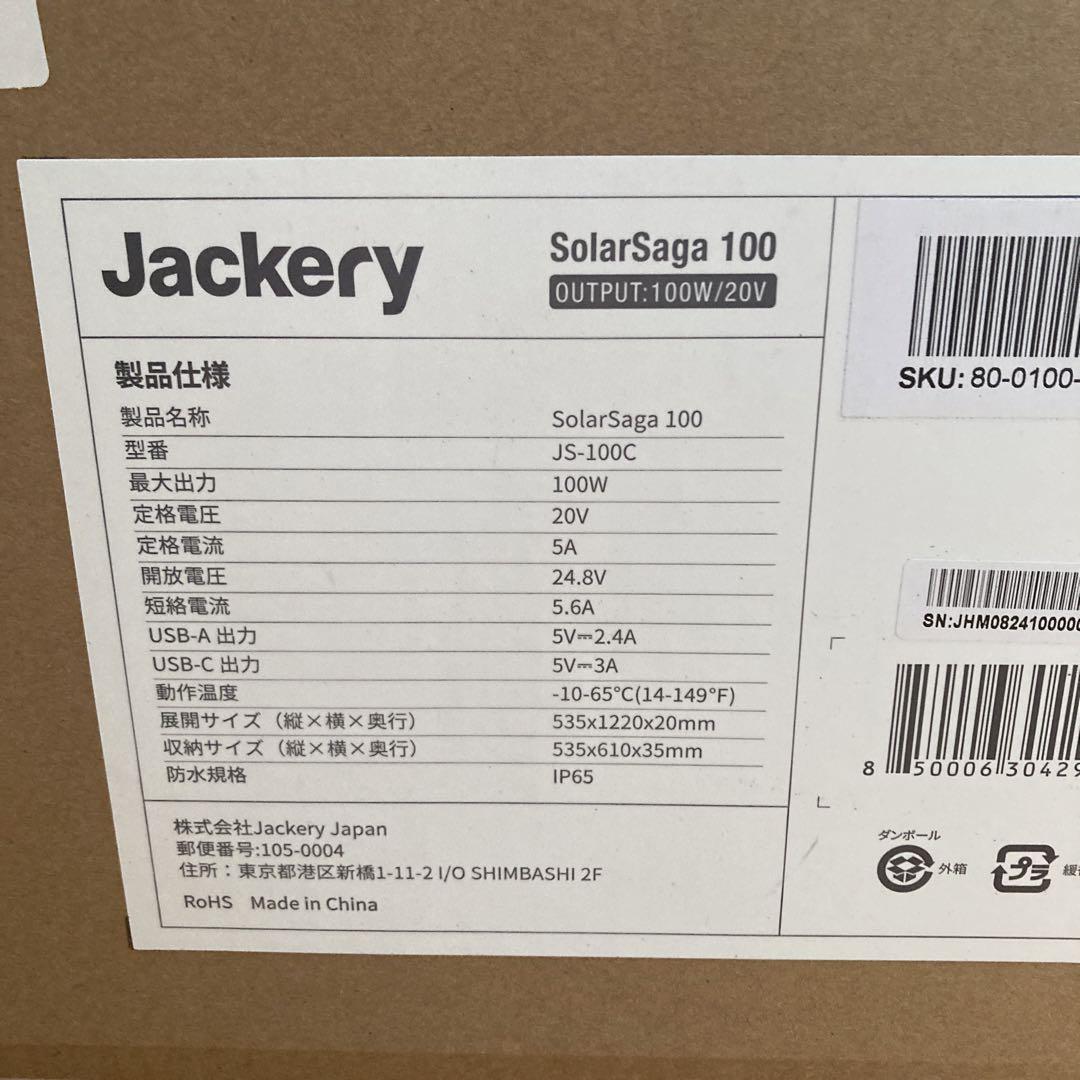 Jackery
SolarSaga 100
OUTPUT:100W/20V
製品仕様
製品名称 SolarSaga 100
型番 JS-100C
最大出力 100W
定格電圧 20V
定格電流 5A
開放電圧 24.8V
短絡電流 5.6A
USB-A 出力 5V⎓2.4A
USB-C 出力 5V⎓3A
動作温度 -10-65℃(14-149℉)
展開サイズ（縦×横×奥行） 535x1220x20mm
収納サイズ（縦×横×奥行） 535x610x35mm
防水規格 IP65
株式会社Jackery Japan
郵便番号:105-0004
住所：東京都港区新橋1-11-2 I/O SHIMBASHI 2F
RoHS Made in China
SKU: 80-0100-
SN:JHM082410000
8 50006 30429
ダンボール
外箱
プラ